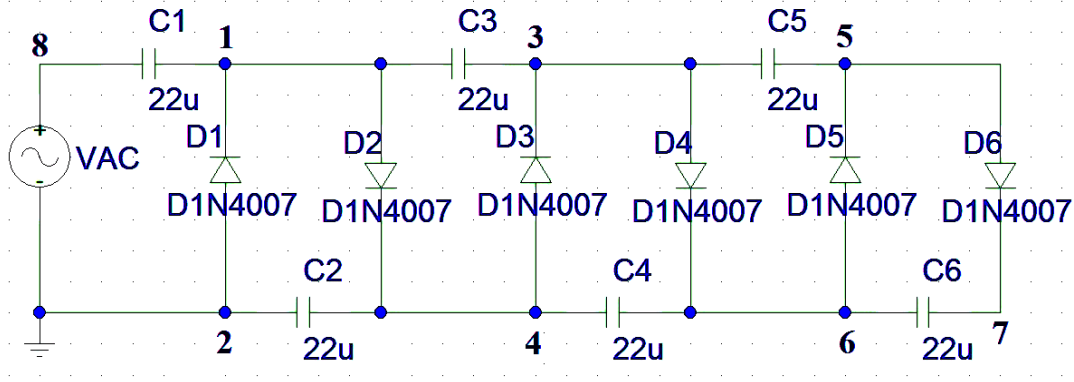 C1
C3
C5
8
1
3
5
22u
22u
22u
+
VAC
-
D1
D2
D3
D4
D5
D6
D1N4007
D1N4007
D1N4007
D1N4007
D1N4007
D1N4007
C2
C4
C6
2
4
6
7
22u
22u
22u